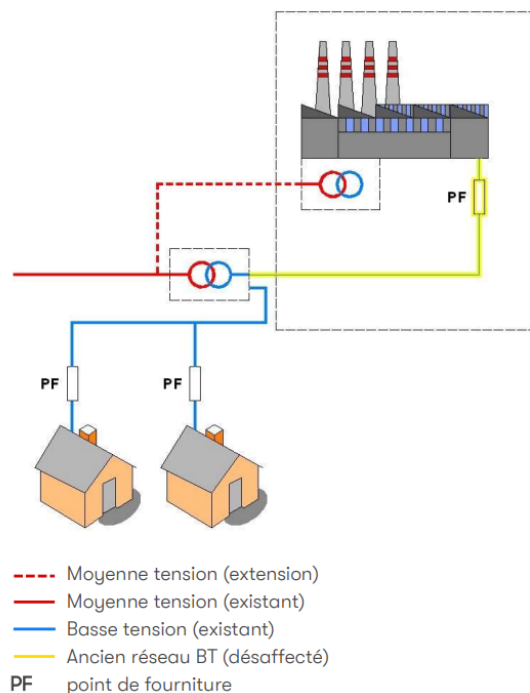 PF
PF
PF
Moyenne tension (extension)
Moyenne tension (existant)
Basse tension (existant)
Ancien réseau BT (désaffecté)
PF point de fourniture